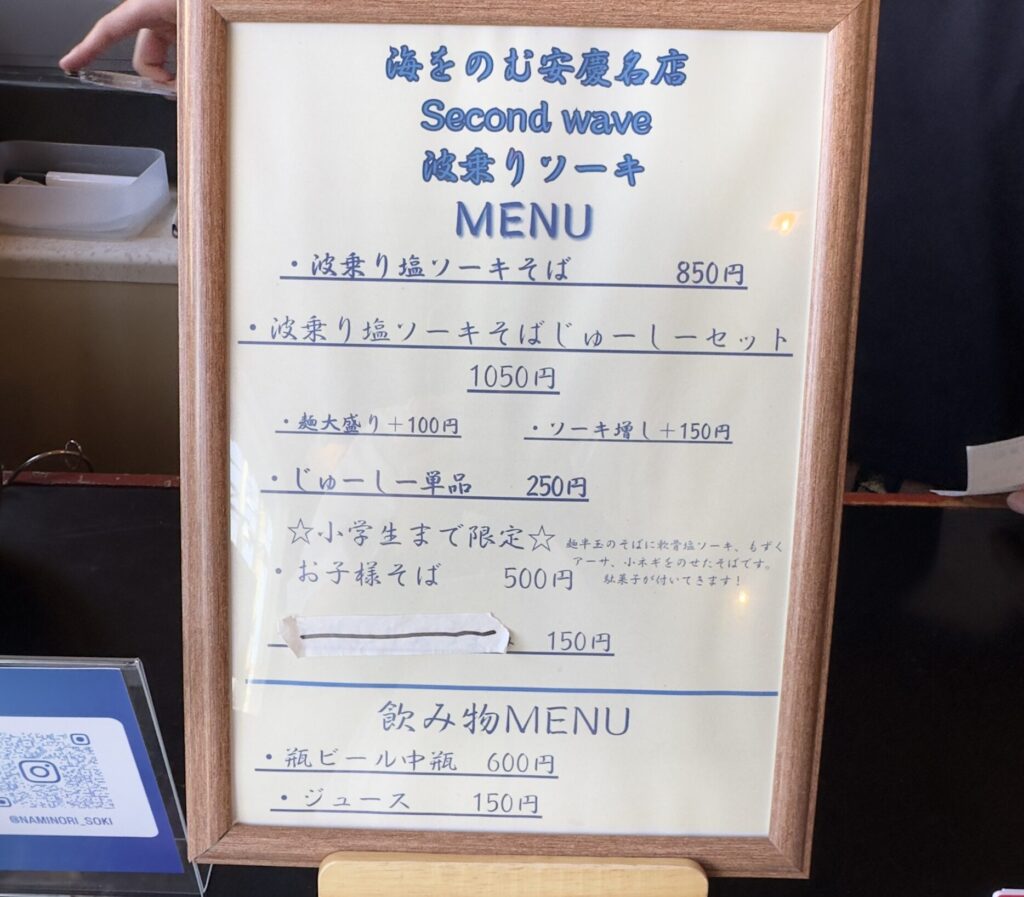 海をのむ安慶名店
Second wave
波乗りソーキ
MENU
・波乗り塩ソーキそば 850円
・波乗り塩ソーキそばじゅーしーセット
1050円
・麺大盛り+100円 ・ソーキ増し+150円
・じゅーしー単品 250円
☆小学生まで限定☆
・お子様そば 500円
麺半玉のそばに軟骨塩ソーキ、もずく
アーサ、小ネギをのせたそばです。
駄菓子が付いてきます！
150円
飲み物MENU
・瓶ビール中瓶 600円
・ジュース 150円
@NAMINORI_SOKI